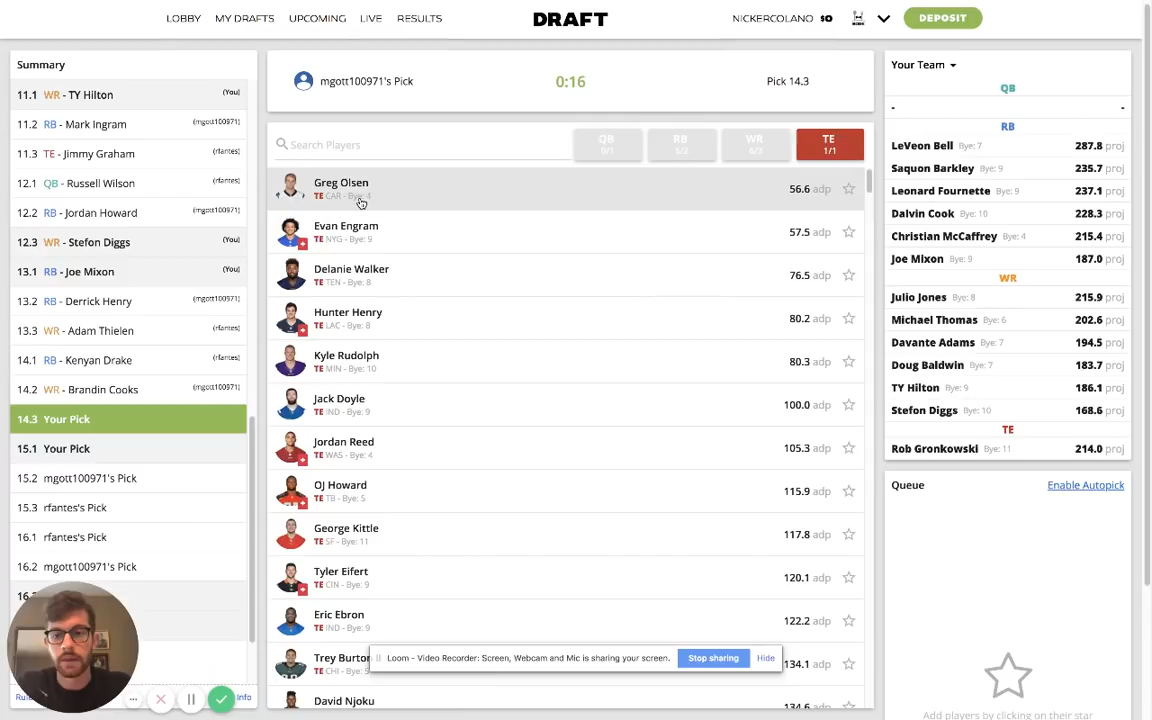 LOBBY MY DRAFTS UPCOMING LIVE RESULTS DRAFT NICKERCOLANO $0 DEPOSIT
Summary
11.1 WR - TY Hilton (You)
11.2 RB - Mark Ingram (mgott100971)
11.3 TE - Jimmy Graham (rfantes)
12.1 QB - Russell Wilson (rfantes)
12.2 RB - Jordan Howard (mgott100971)
12.3 WR - Stefon Diggs (You)
13.1 RB - Joe Mixon (You)
13.2 RB - Derrick Henry (mgott100971)
13.3 WR - Adam Thielen (rfantes)
14.1 RB - Kenyan Drake (rfantes)
14.2 WR - Brandin Cooks (mgott100971)
14.3 Your Pick
15.1 Your Pick
15.2 mgott100971's Pick
15.3 rfantes's Pick
16.1 rfantes's Pick
16.2 mgott100971's Pick
Info
mgott100971's Pick 0:16 Pick 14.3
Search Players
QB 0/1
RB
WR
TE 1/1
Greg Olsen
TE CAR - Bye: 4
56.6 adp
Evan Engram
TE NYG - Bye: 9
57.5 adp
Delanie Walker
TE TEN - Bye: 8
76.5 adp
Hunter Henry
TE LAC - Bye: 8
80.2 adp
Kyle Rudolph
TE MIN - Bye: 10
80.3 adp
Jack Doyle
TE IND - Bye: 9
100.0 adp
Jordan Reed
TE WAS - Bye: 4
105.3 adp
OJ Howard
TE TB - Bye: 5
115.9 adp
George Kittle
TE SF - Bye: 11
117.8 adp
Tyler Eifert
TE CIN - Bye: 9
120.1 adp
Eric Ebron
TE IND - Bye: 9
122.2 adp
Trey Burton
TE CHI
134.1 adp
David Njoku
134.6 adp
Loom - Video Recorder: Screen, Webcam and Mic is sharing your screen. Stop sharing Hide
Your Team
QB
- -
RB
LeVeon Bell Bye: 7 287.8 proj
Saquon Barkley Bye: 9 235.7 proj
Leonard Fournette Bye: 9 237.1 proj
Dalvin Cook Bye: 10 228.3 proj
Christian McCaffrey Bye: 4 215.4 proj
Joe Mixon Bye: 9 187.0 proj
WR
Julio Jones Bye: 8 215.9 proj
Michael Thomas Bye: 6 202.6 proj
Davante Adams Bye: 7 194.5 proj
Doug Baldwin Bye: 7 183.7 proj
TY Hilton Bye: 9 186.1 proj
Stefon Diggs Bye: 10 168.6 proj
TE
Rob Gronkowski Bye: 11 214.0 proj
Queue Enable Autopick
Add players by clicking on their star